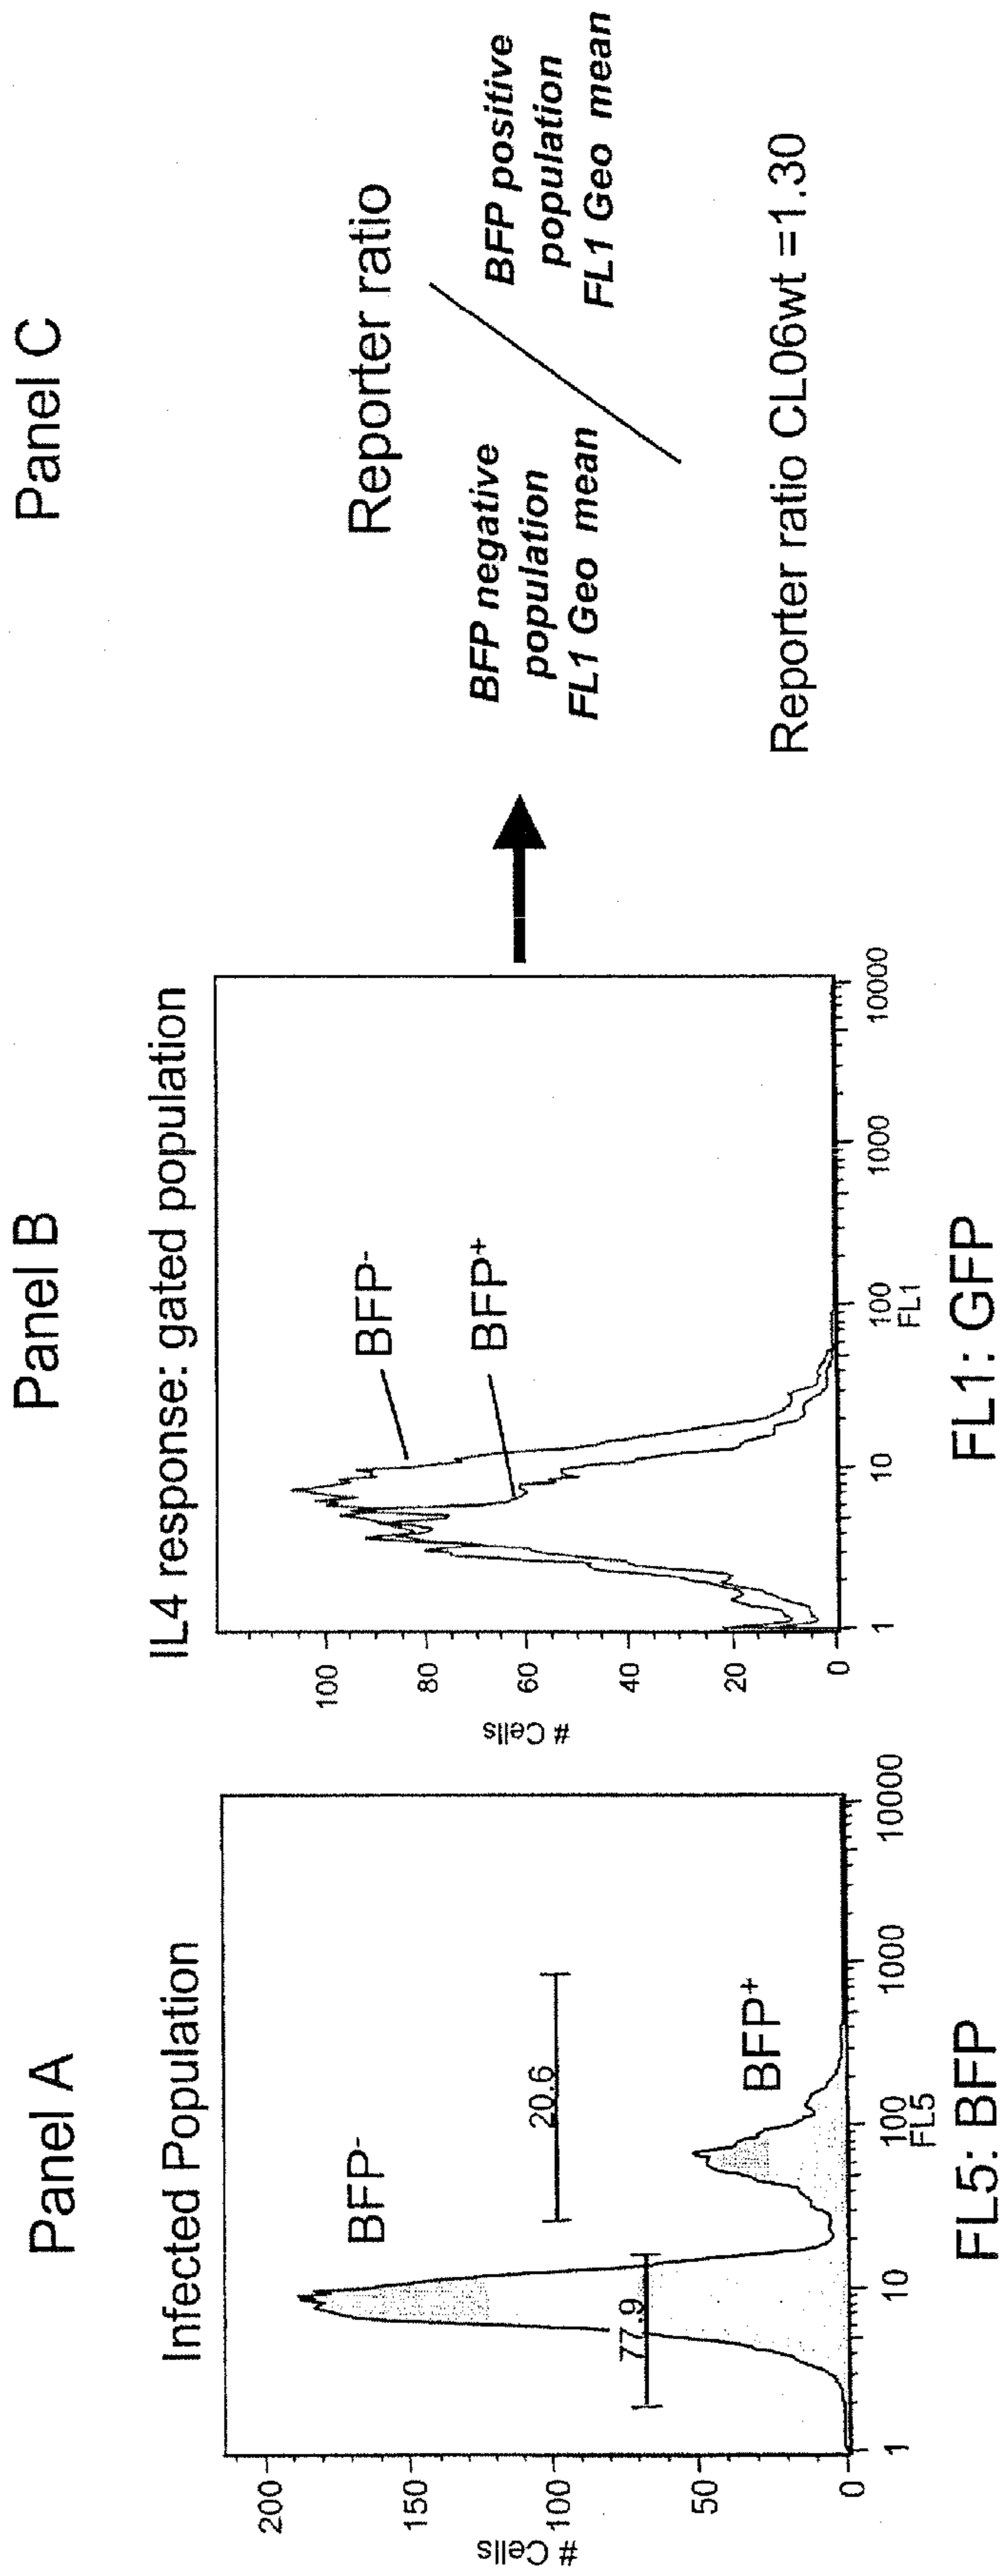 Panel A
Infected Population
BFP-
BFP+
77.9
20.6
# Cells
200
150
100
50
0
1
10
100
1000
10000
FL5
FL5: BFP
Panel B
IL4 response: gated population
BFP-
BFP+
# Cells
100
80
60
40
20
0
1
10
100
1000
10000
FL1
FL1: GFP
Panel C
Reporter ratio
BFP negative
population
FL1 Geo mean
BFP positive
population
FL1 Geo mean
Reporter ratio CL06wt =1.30